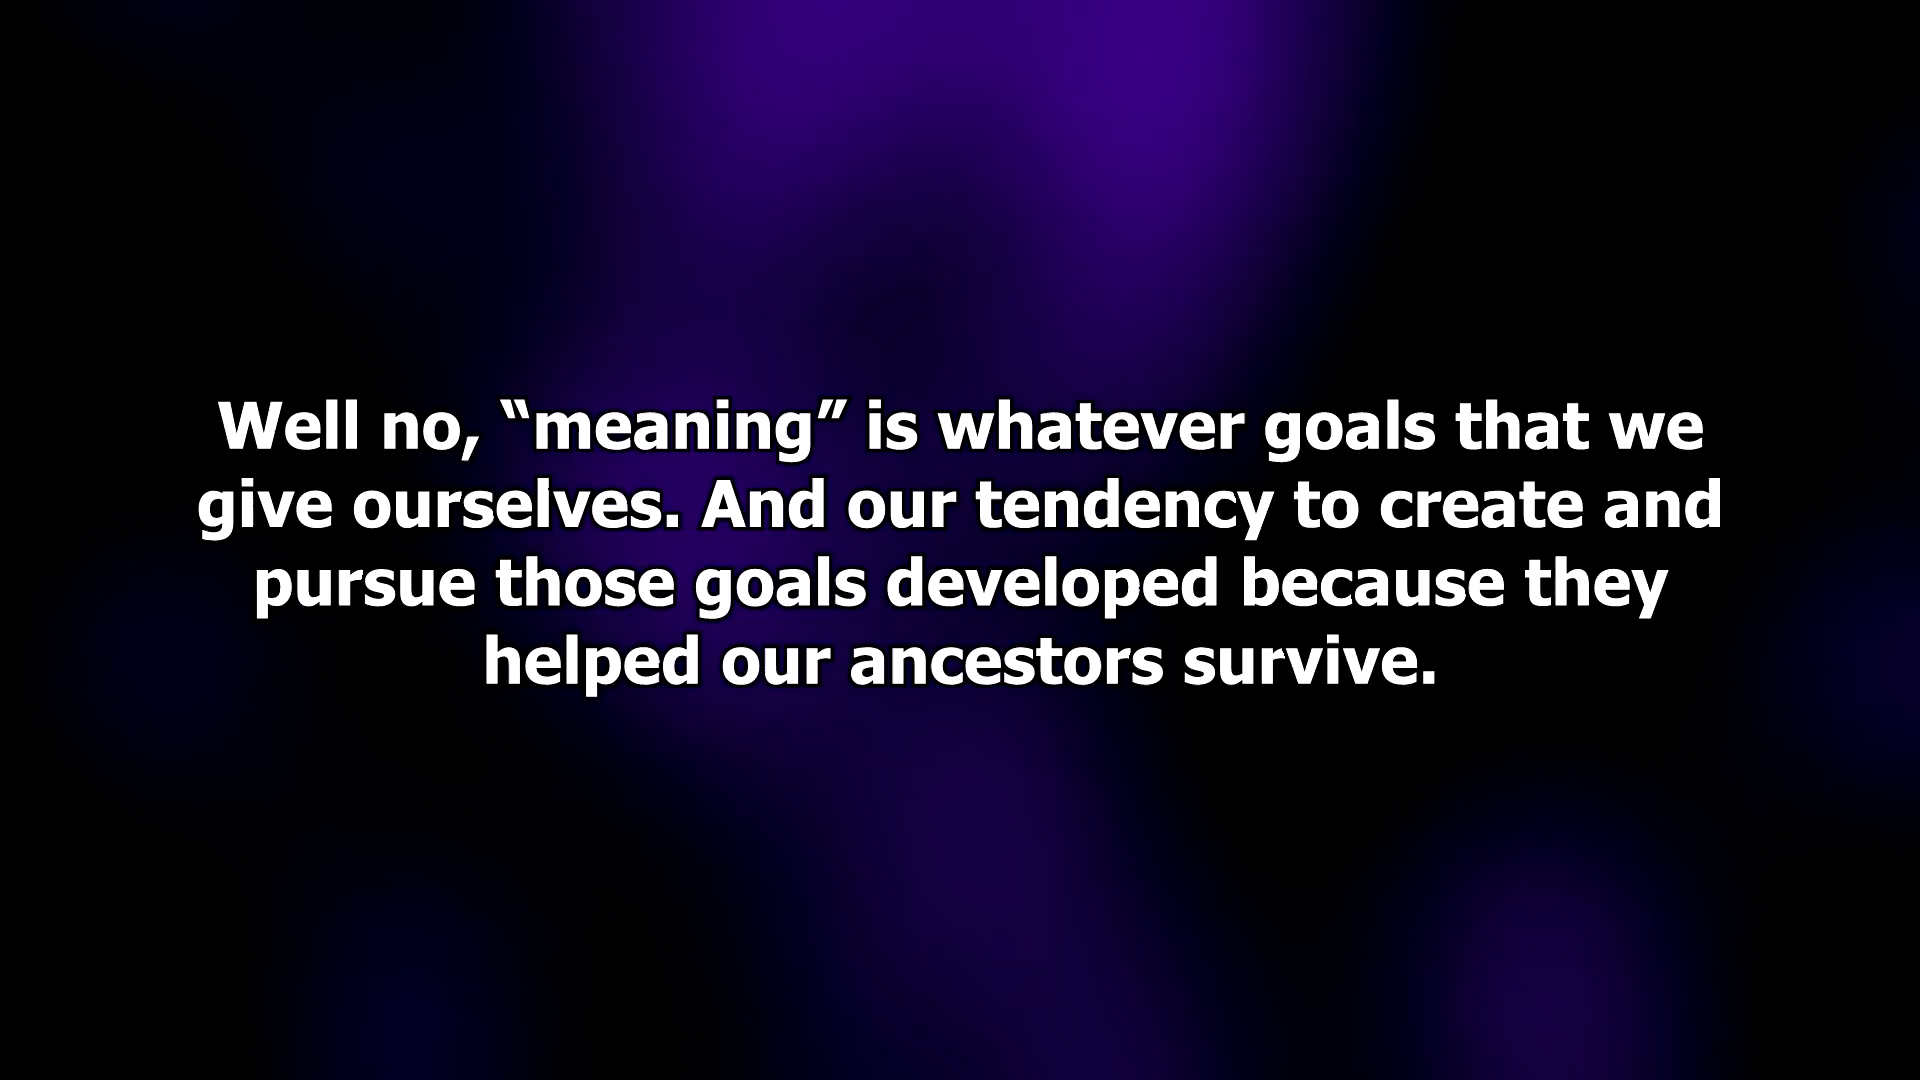 Well no, “meaning” is whatever goals that we
give ourselves. And our tendency to create and
pursue those goals developed because they
helped our ancestors survive.